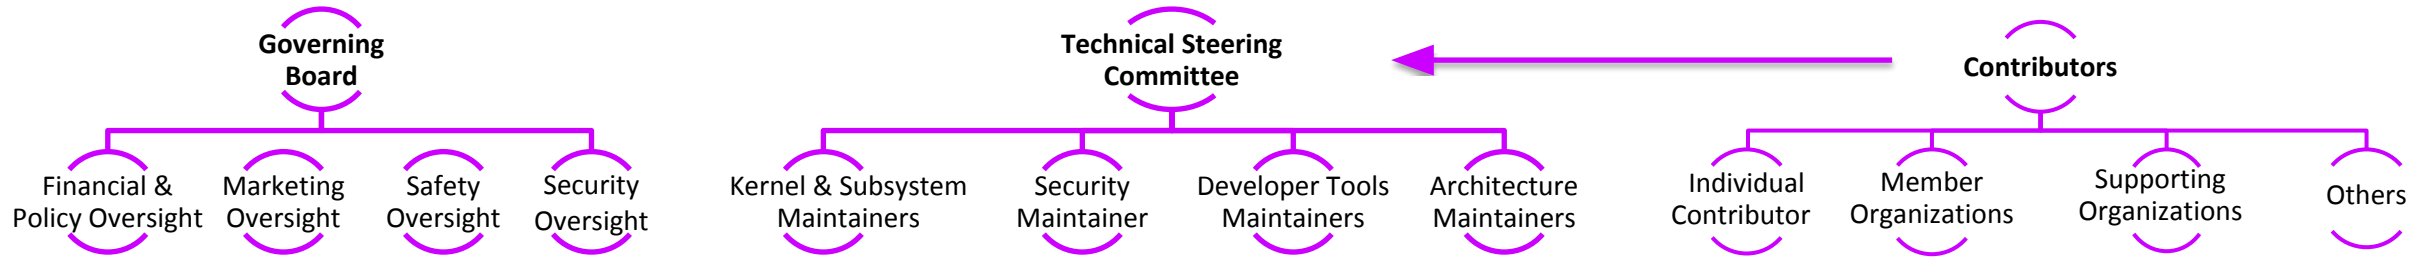 Governing
Board
Financial &
Policy Oversight
Marketing
Oversight
Safety
Oversight
Security
Oversight
Technical Steering
Committee
Kernel & Subsystem
Maintainers
Security
Maintainer
Developer Tools
Maintainers
Architecture
Maintainers
Contributors
Individual
Contributor
Member
Organizations
Supporting
Organizations
Others